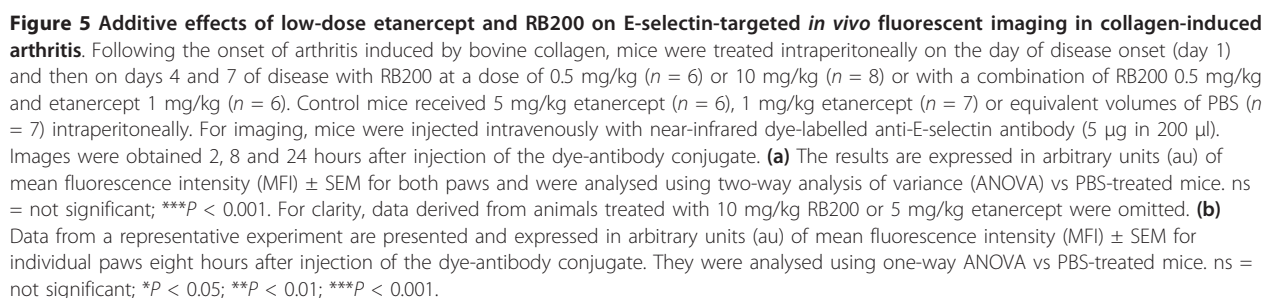 Figure 5 Additive effects of low-dose etanercept and RB200 on E-selectin-targeted in vivo fluorescent imaging in collagen-induced
arthritis. Following the onset of arthritis induced by bovine collagen, mice were treated intraperitoneally on the day of disease onset (day 1)
and then on days 4 and 7 of disease with RB200 at a dose of 0.5 mg/kg (n = 6) or 10 mg/kg (n = 8) or with a combination of RB200 0.5 mg/kg
and etanercept 1 mg/kg (n = 6). Control mice received 5 mg/kg etanercept (n = 6), 1 mg/kg etanercept (n = 7) or equivalent volumes of PBS (n
= 7) intraperitoneally. For imaging, mice were injected intravenously with near-infrared dye-labelled anti-E-selectin antibody (5 μg in 200 μl).
Images were obtained 2, 8 and 24 hours after injection of the dye-antibody conjugate. (a) The results are expressed in arbitrary units (au) of
mean fluorescence intensity (MFI) ± SEM for both paws and were analysed using two-way analysis of variance (ANOVA) vs PBS-treated mice. ns
= not significant; ***P < 0.001. For clarity, data derived from animals treated with 10 mg/kg RB200 or 5 mg/kg etanercept were omitted. (b)
Data from a representative experiment are presented and expressed in arbitrary units (au) of mean fluorescence intensity (MFI) ± SEM for
individual paws eight hours after injection of the dye-antibody conjugate. They were analysed using one-way ANOVA vs PBS-treated mice. ns =
not significant; *P < 0.05; **P < 0.01; ***P < 0.001.